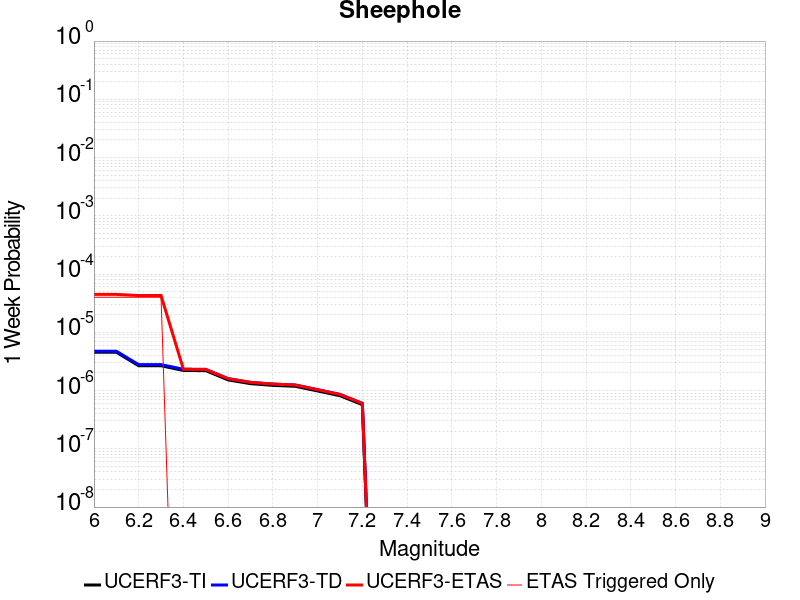 Sheephole
10^0
10^-1
10^-2
10^-3
10^-4
10^-5
10^-6
10^-7
10^-8
1 Week Probability
6 6.2 6.4 6.6 6.8 7 7.2 7.4 7.6 7.8 8 8.2 8.4 8.6 8.8 9
Magnitude
UCERF3-TI UCERF3-TD UCERF3-ETAS ETAS Triggered Only